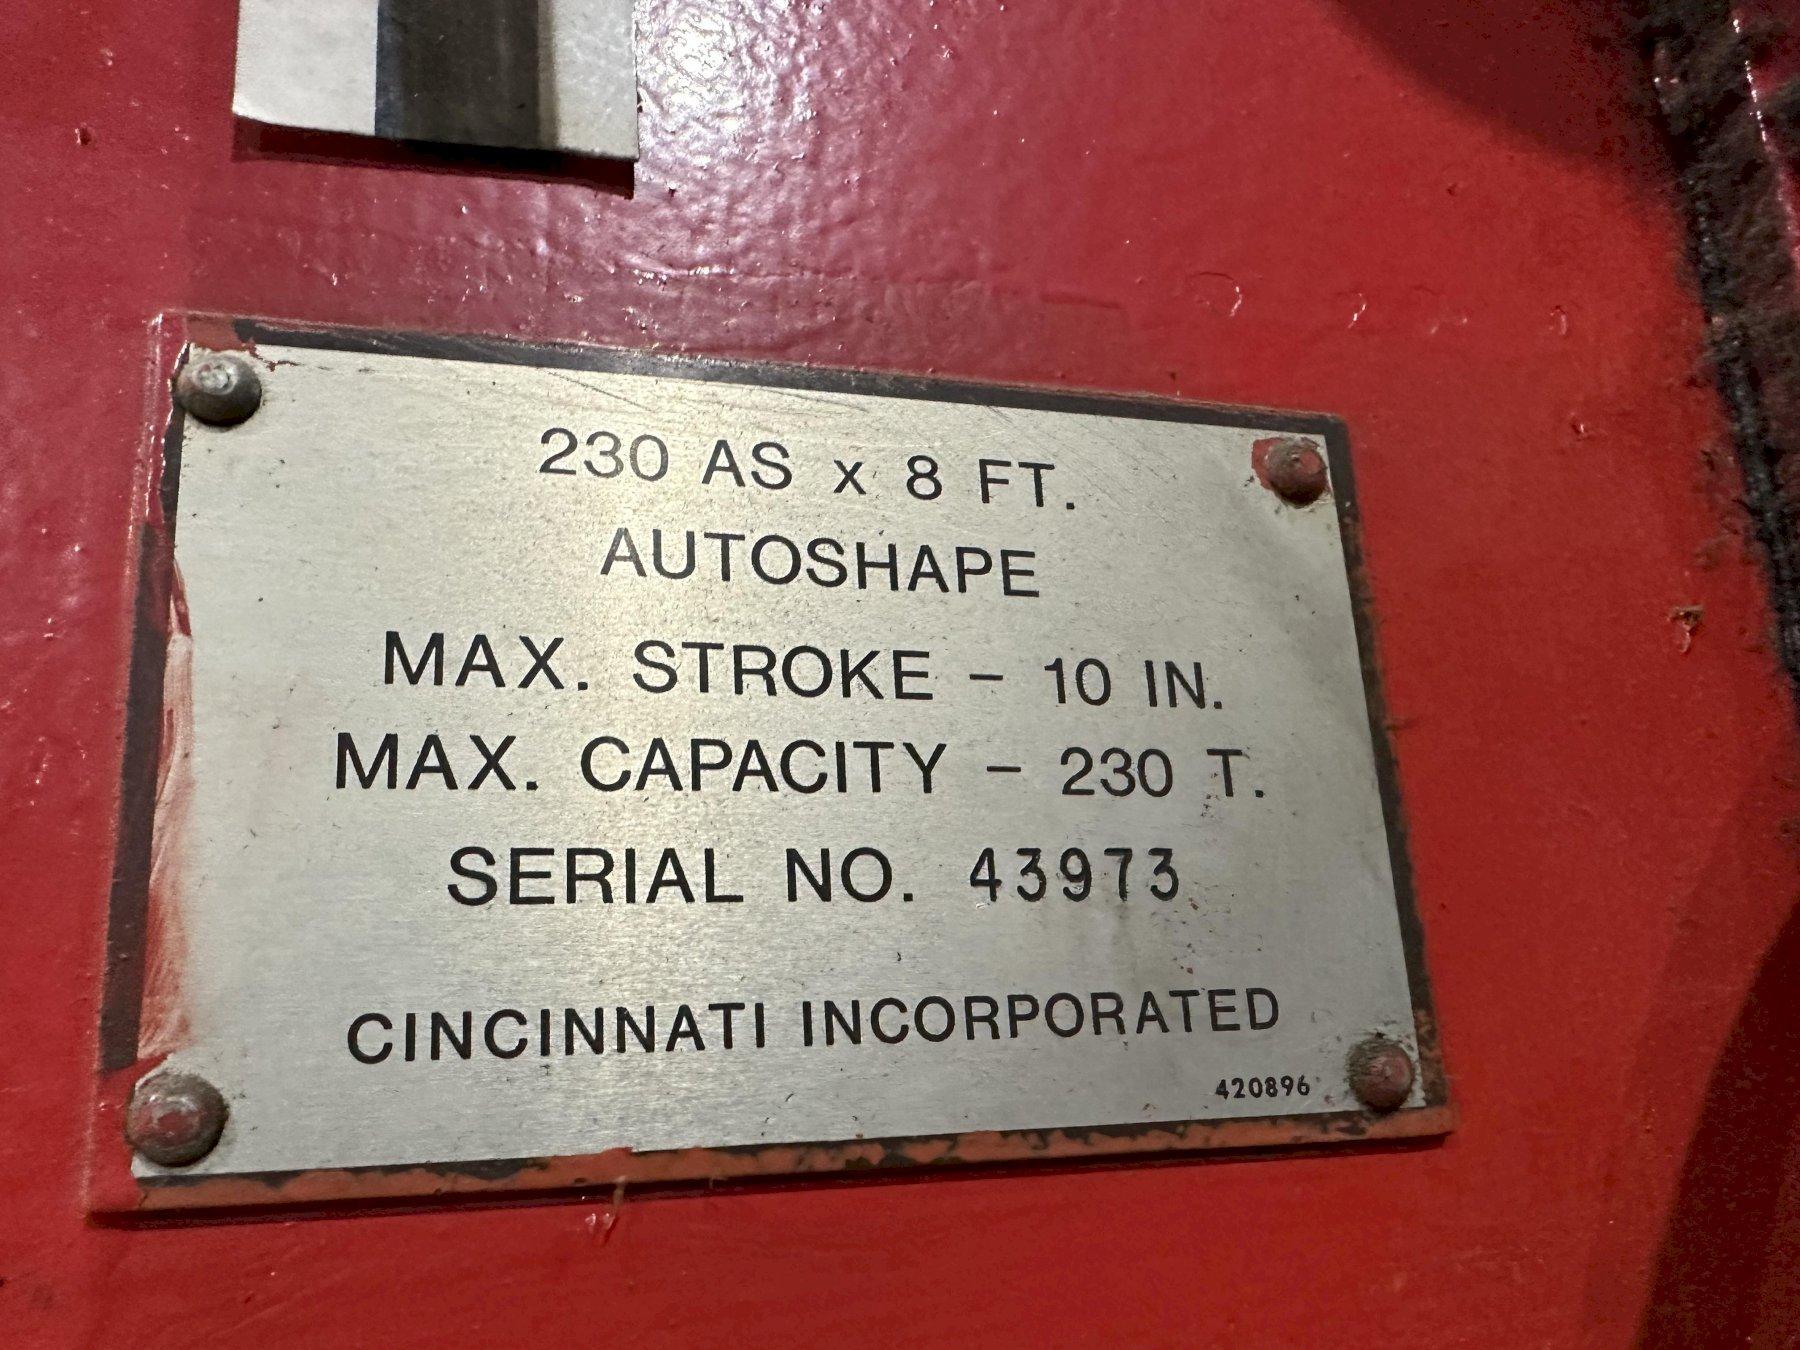 230 AS x 8 FT.
AUTOSHAPE
MAX. STROKE – 10 IN.
MAX. CAPACITY – 230 T.
SERIAL NO. 43973
CINCINNATI INCORPORATED
420896